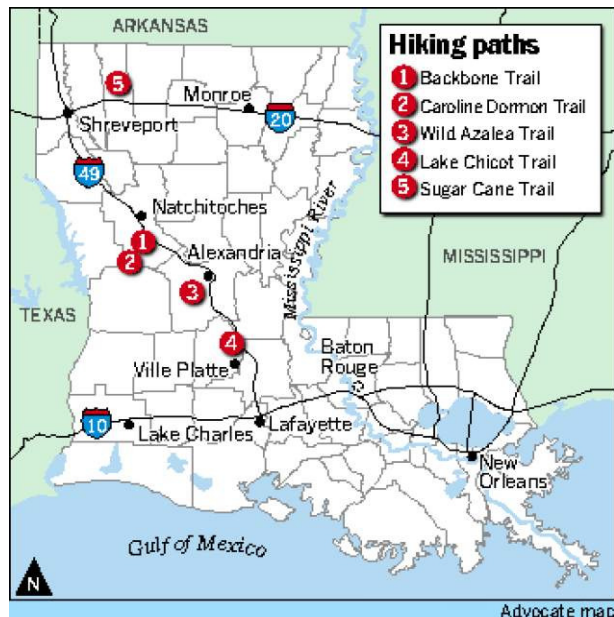 ARKANSAS
Hiking paths
1 Backbone Trail
2 Caroline Dormon Trail
3 Wild Azalea Trail
4 Lake Chicot Trail
5 Sugar Cane Trail
5
Monroe
20
Shreveport
49
Natchitoches
1
2
Alexandria
3
Mississippi River
MISSISSIPPI
TEXAS
4
Ville Platte
Baton
Rouge
10
Lake Charles
Lafayette
New
Orleans
Gulf of Mexico
N
Advocate map